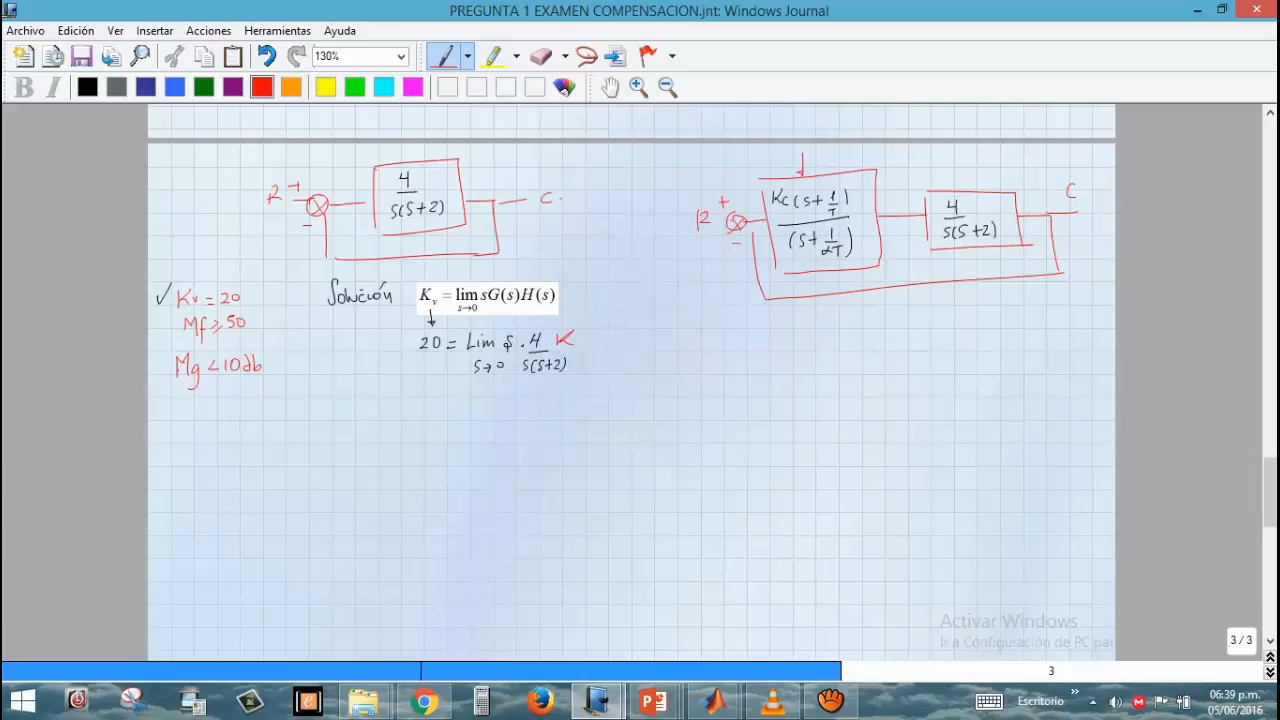 PREGUNTA 1 EXAMEN COMPENSACION.jnt: Windows Journal
Archivo Edición Ver Insertar Acciones Herramientas Ayuda
130%
B I
R + - 4 / s(s+2) C
R + - Kc(s+1/T) / (s+1/αT) 4 / s(s+2) C
✓ Kv = 20
Mf ≥ 50
Mg < 10db
Solución Kv = lim s→0 sG(s)H(s)
20 = Lim s→0 s . 4 / s(s+2) K
Activar Windows
Ir a Configuración de PC par
3 / 3
3
Escritorio
06:39 p.m.
05/06/2016